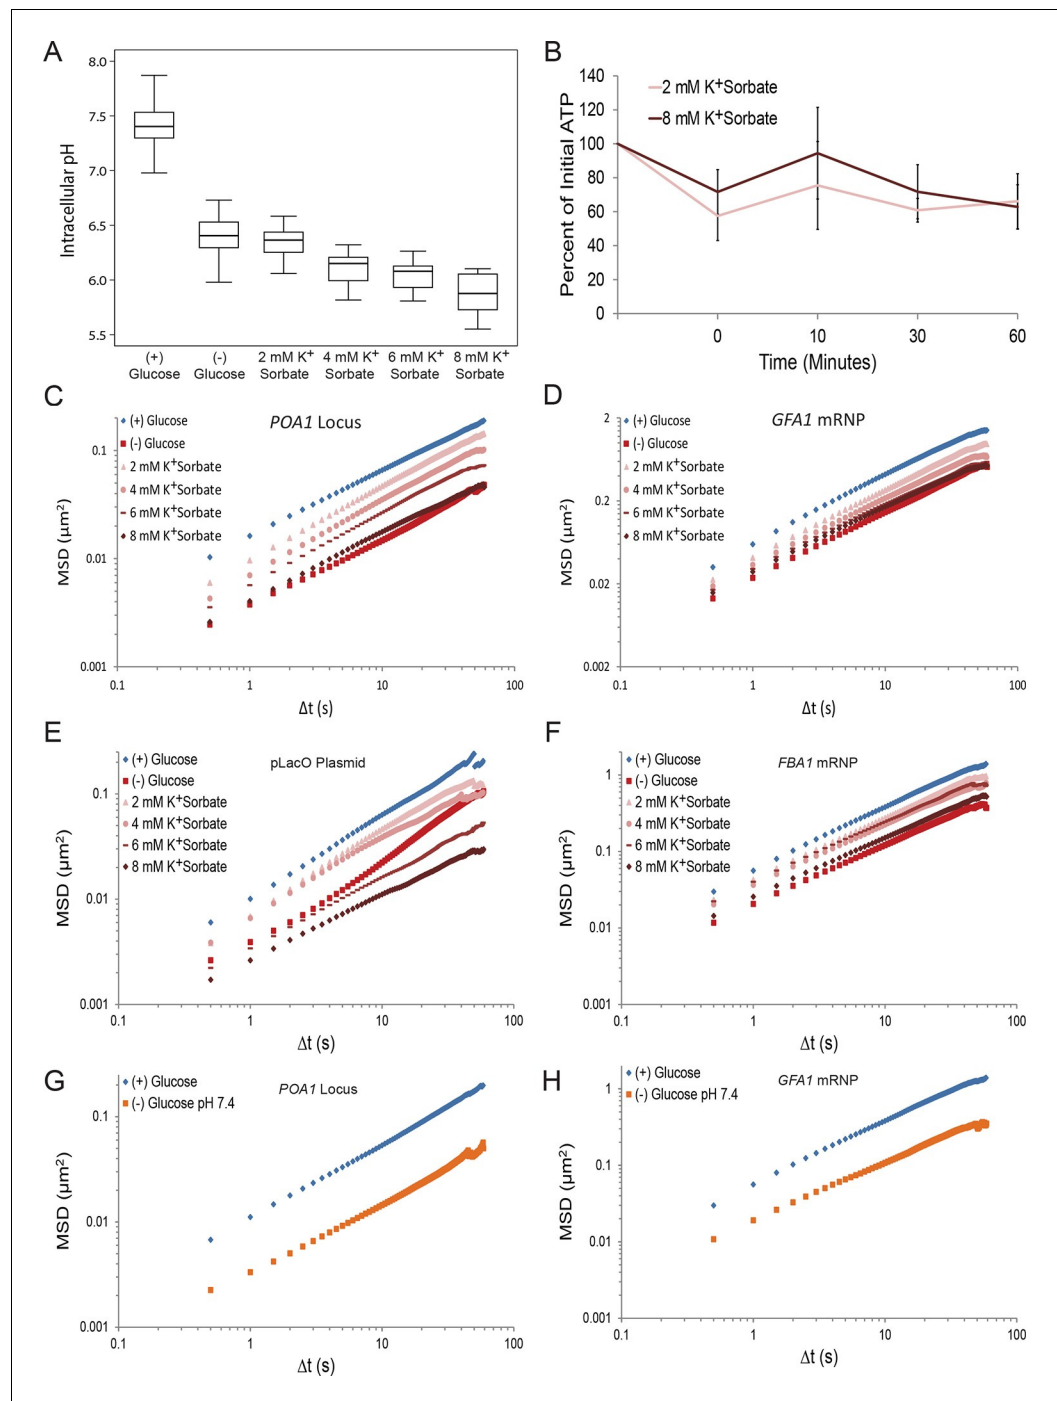 A
8.0
7.5
7.0
6.5
6.0
5.5
Intracellular pH
(+) Glucose
(-) Glucose
2 mM K+ Sorbate
4 mM K+ Sorbate
6 mM K+ Sorbate
8 mM K+ Sorbate
B
140
120
100
80
60
40
20
0
Percent of Initial ATP
2 mM K+Sorbate
8 mM K+Sorbate
0
10
30
60
Time (Minutes)
C
POA1 Locus
(+) Glucose
(-) Glucose
2 mM K+Sorbate
4 mM K+Sorbate
6 mM K+Sorbate
8 mM K+Sorbate
0.1
0.01
0.001
MSD (µm2)
0.1
1
10
100
Δt (s)
D
GFA1 mRNP
(+) Glucose
(-) Glucose
2 mM K+Sorbate
4 mM K+Sorbate
6 mM K+Sorbate
8 mM K+Sorbate
2
0.2
0.02
0.002
MSD (µm2)
0.1
1
10
100
Δt (s)
E
pLacO Plasmid
(+) Glucose
(-) Glucose
2 mM K+Sorbate
4 mM K+Sorbate
6 mM K+Sorbate
8 mM K+Sorbate
0.1
0.01
0.001
MSD (µm2)
0.1
1
10
100
Δt (s)
F
FBA1 mRNP
(+) Glucose
(-) Glucose
2 mM K+Sorbate
4 mM K+Sorbate
6 mM K+Sorbate
8 mM K+Sorbate
1
0.1
0.01
0.001
MSD (µm2)
0.1
1
10
100
Δt (s)
G
POA1 Locus
(+) Glucose
(-) Glucose pH 7.4
0.1
0.01
0.001
MSD (µm2)
0.1
1
10
100
Δt (s)
H
GFA1 mRNP
(+) Glucose
(-) Glucose pH 7.4
1
0.1
0.01
0.001
MSD (µm2)
0.1
1
10
100
Δt (s)